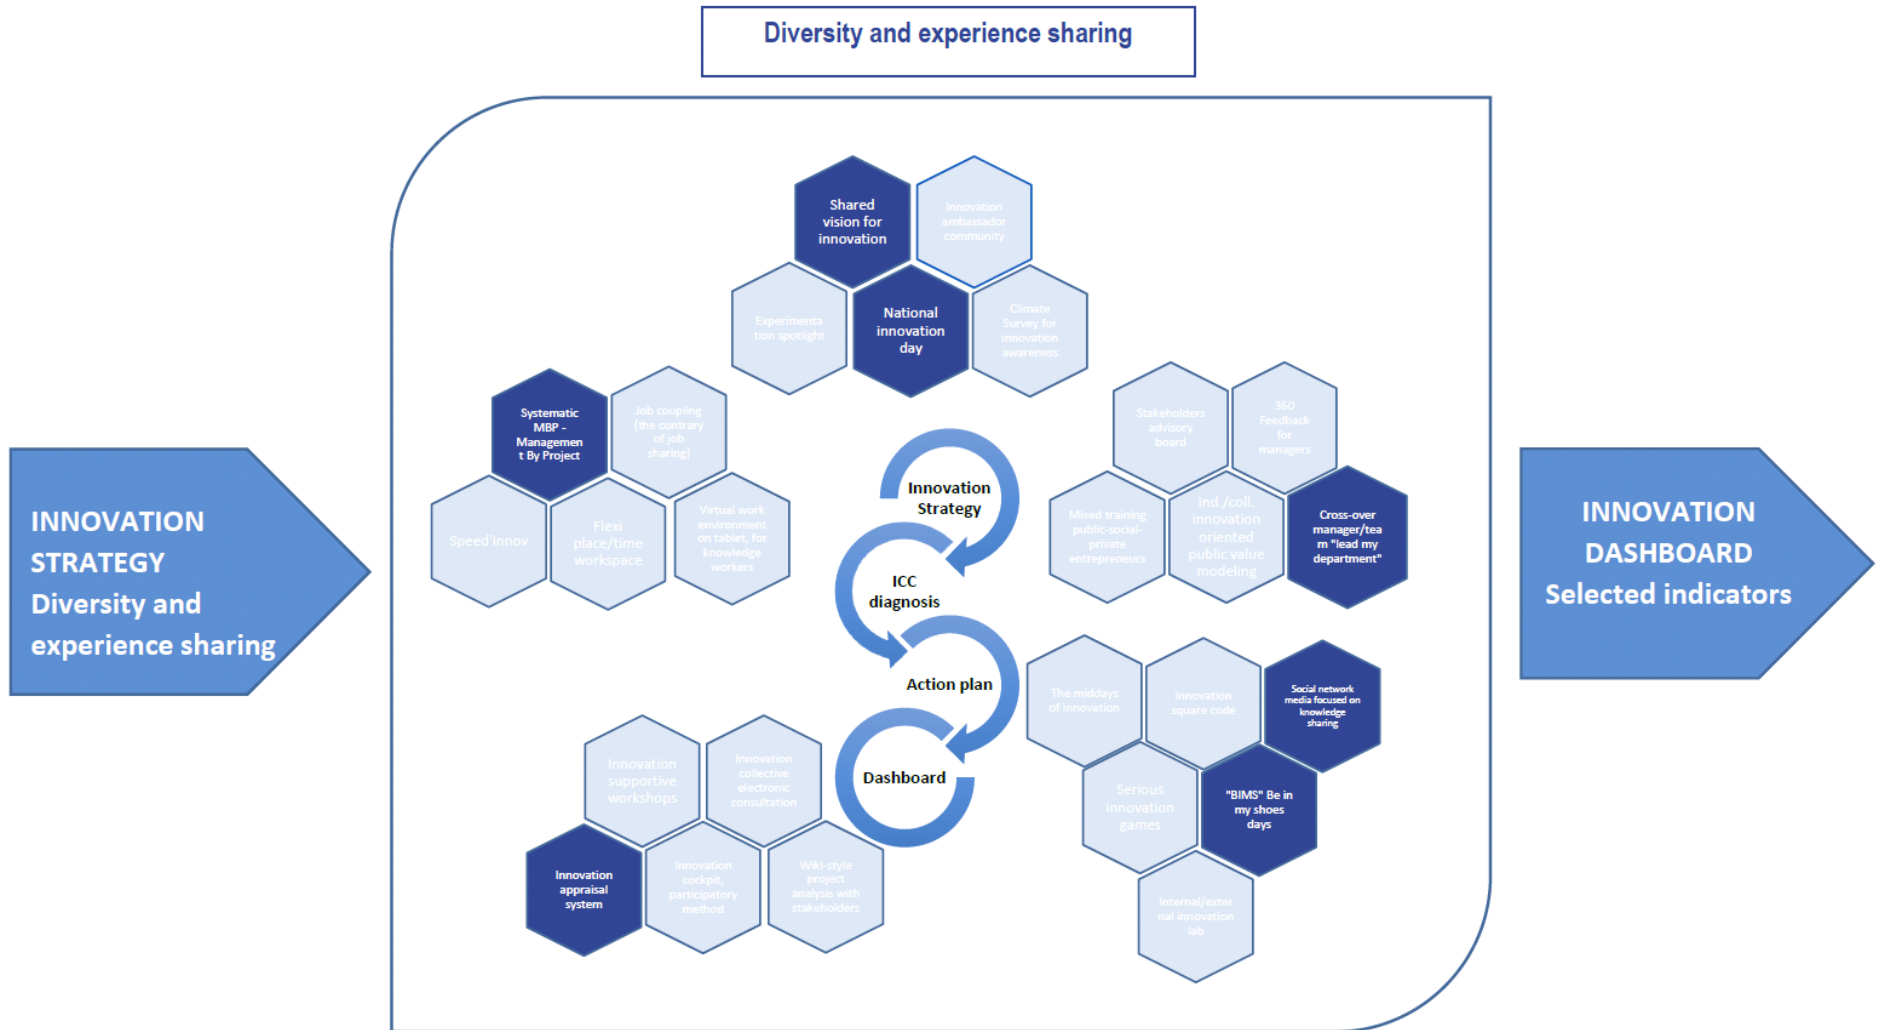 Diversity and experience sharing
Shared
vision for
innovation
Innovation
ambassador
community
Experimenta
tion spotlight
National
innovation
day
Climate
Survey for
innovation
awareness
Systematic
MBP -
Managemen
t By Project
Job coupling
(the contrary
of job
sharing)
Speed'innov
Flexi
place/time
workspace
Virtual work
environment
on tablet, for
knowledge
workers
Stakeholders
advisory
board
360
Feedback
for
managers
Mixed training
public-social-
private
entrepreneurs
Ind./coll.
innovation
oriented
public value
modeling
Cross-over
manager/tea
m "lead my
department"
INNOVATION
STRATEGY
Diversity and
experience sharing
Innovation
Strategy
ICC
diagnosis
Action plan
Dashboard
INNOVATION
DASHBOARD
Selected indicators
The middays
of innovation
Innovation
square code
Social network
media focused on
knowledge
sharing
Serious
innovation
games
"BIMS" Be in
my shoes
days
Internal/exter
nal innovation
lab
Innovation
supportive
workshops
Innovation
collective
electronic
consultation
Innovation
appraisal
system
Innovation
cockpit,
participatory
method
Wiki-style
project
analysis with
stakeholders